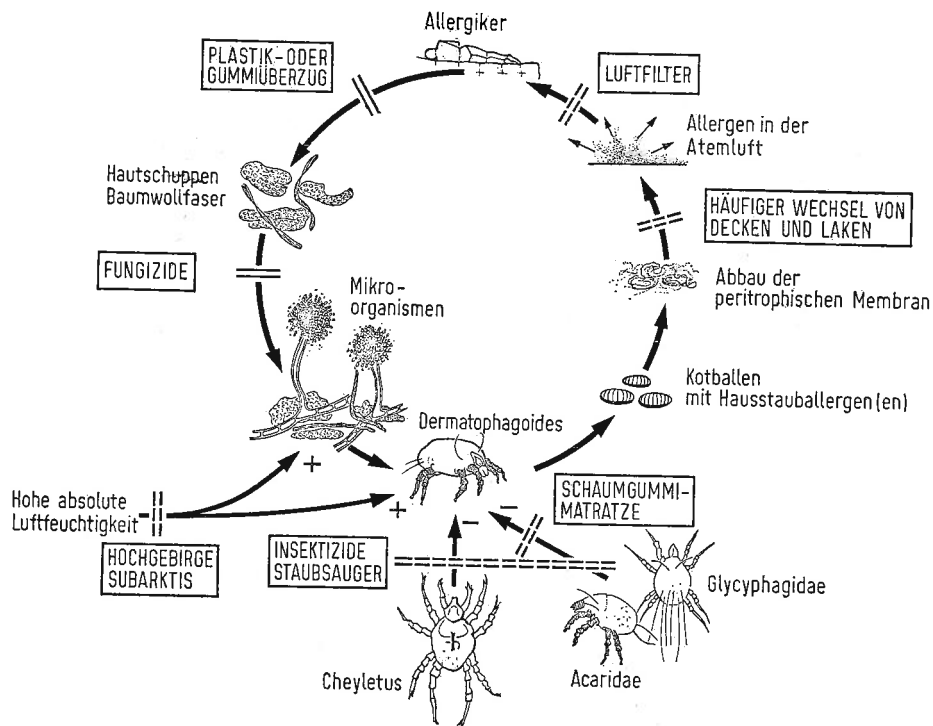 Allergiker
PLASTIK-ODER
GUMMIÜBERZUG
LUFTFILTER
Allergen in der
Atemluft
Hautschuppen
Baumwollfaser
HÄUFIGER WECHSEL VON
DECKEN UND LAKEN
FUNGIZIDE
Mikro-
organismen
Abbau der
peritrophischen Membran
Kotballen
mit Hausstauballergen(en)
Dermatophagoides
Hohe absolute
Luftfeuchtigkeit
+
+
-
-
SCHAUMGUMMI-
MATRATZE
HOCHGEBIRGE
SUBARKTIS
INSEKTIZIDE
STAUBSAUGER
Glycyphagidae
Cheyletus
Acaridae